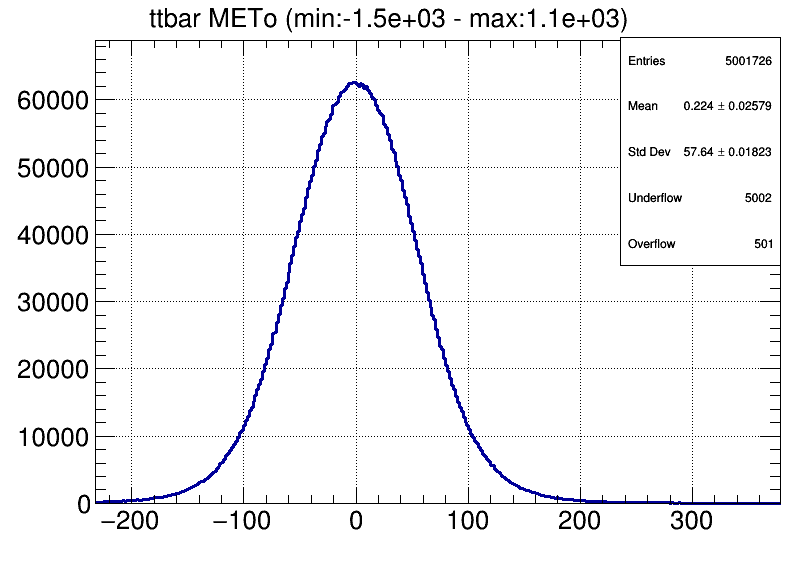 ttbar METo (min:-1.5e+03 - max:1.1e+03)
Entries 5001726
Mean 0.224 ± 0.02579
Std Dev 57.64 ± 0.01823
Underflow 5002
Overflow 501
60000
50000
40000
30000
20000
10000
0
−200 −100 0 100 200 300